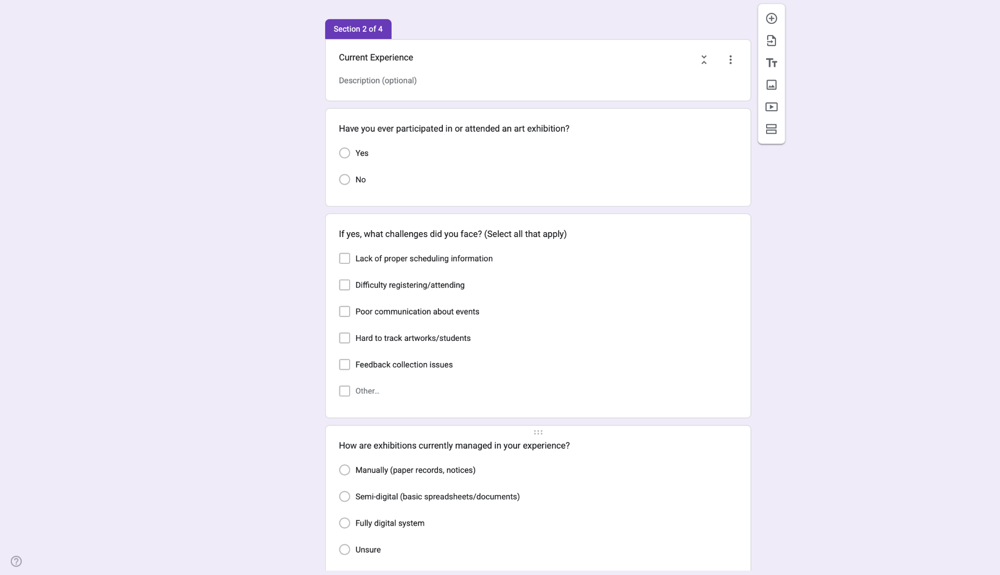 Section 2 of 4
Current Experience
Description (optional)
Have you ever participated in or attended an art exhibition?
Yes
No
If yes, what challenges did you face? (Select all that apply)
Lack of proper scheduling information
Difficulty registering/attending
Poor communication about events
Hard to track artworks/students
Feedback collection issues
Other...
How are exhibitions currently managed in your experience?
Manually (paper records, notices)
Semi-digital (basic spreadsheets/documents)
Fully digital system
Unsure